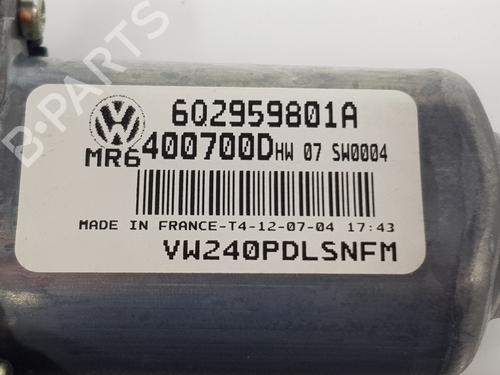 6Q2959801A
MR6 400700D HW 07 SW0004
MADE IN FRANCE-T4-12-07-04 17:43
VW240PDLSNFM
B-PARTS